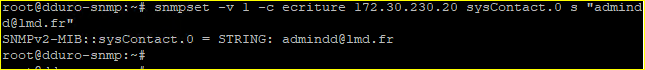 root@dduro-snmp:~# snmpset -v 1 -c ecriture 172.30.230.20 sysContact.0 s "admind
d@lmd.fr"
SNMPv2-MIB::sysContact.0 = STRING: admindd@lmd.fr
root@dduro-snmp:~#
root@dduro-snmp:~#